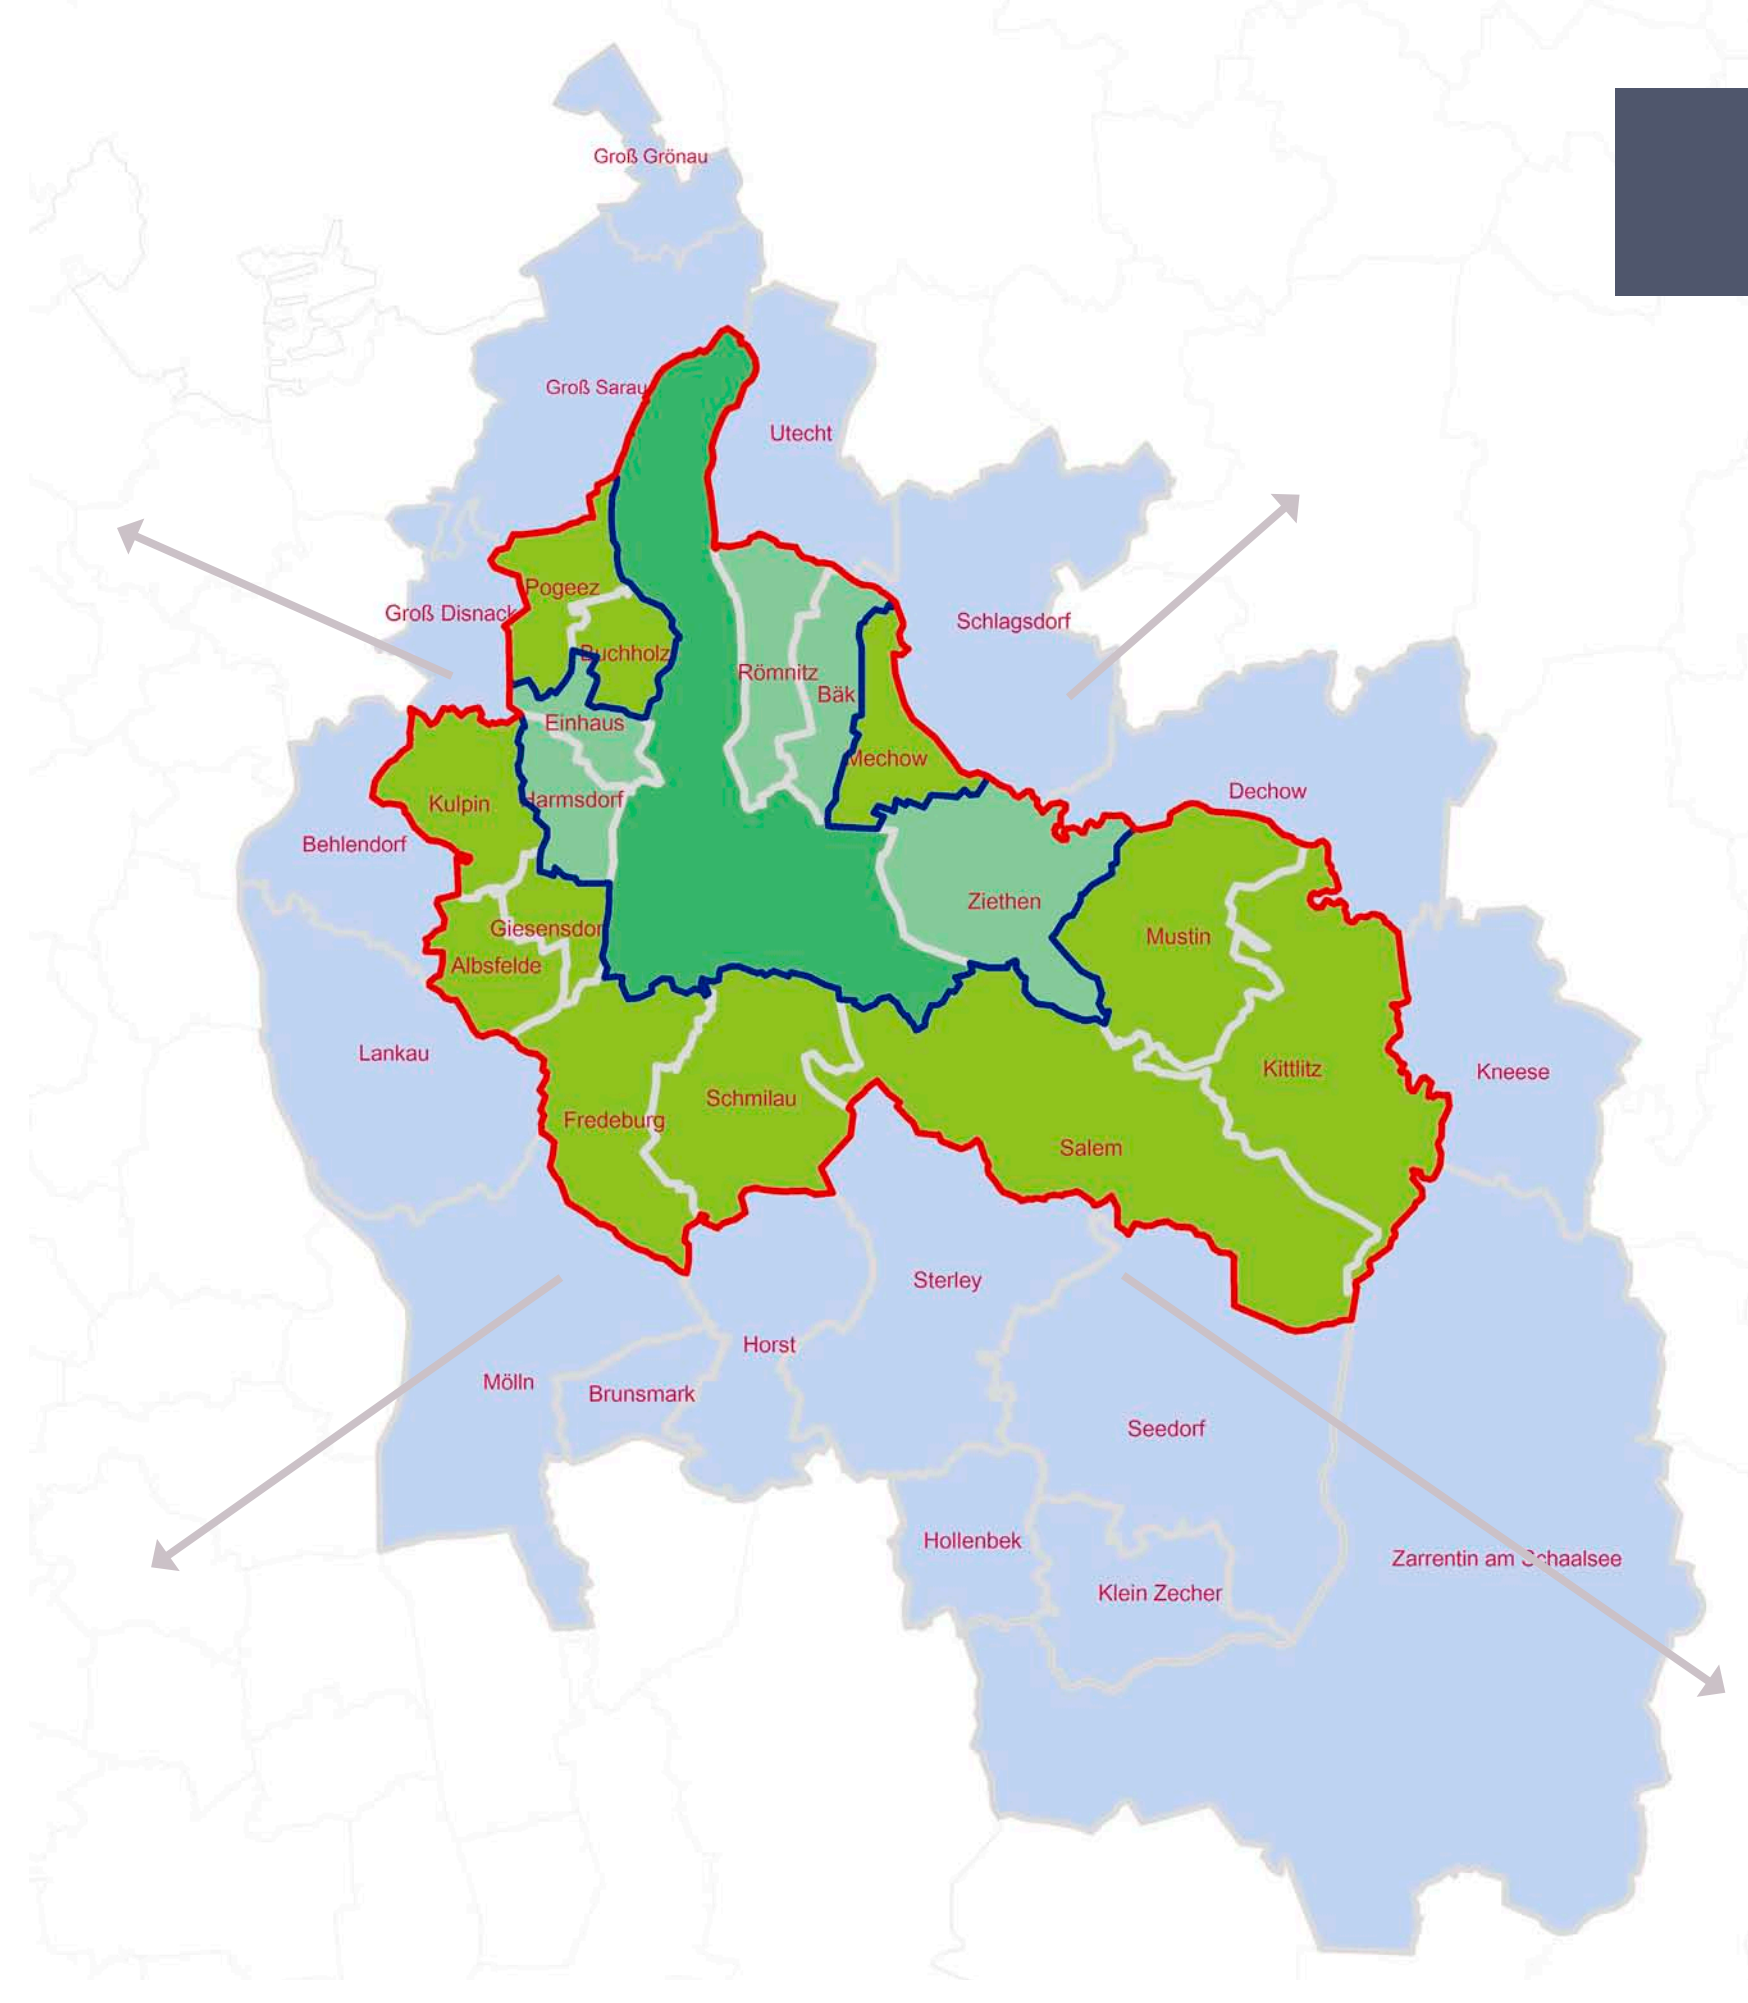 Groß Grönau
Groß Sarau
Utecht
Pogeez
Groß Disnack
Schlagsdorf
Buchholz
Römnitz
Bäk
Einhaus
Mechow
Dechow
Kulpin
Harmsdorf
Behlendorf
Ziethen
Giesensdorf
Mustin
Albsfelde
Lankau
Kittlitz
Kneese
Schmilau
Fredeburg
Salem
Sterley
Horst
Mölln
Brunsmark
Seedorf
Hollenbek
Zarrentin am Schaalsee
Klein Zecher